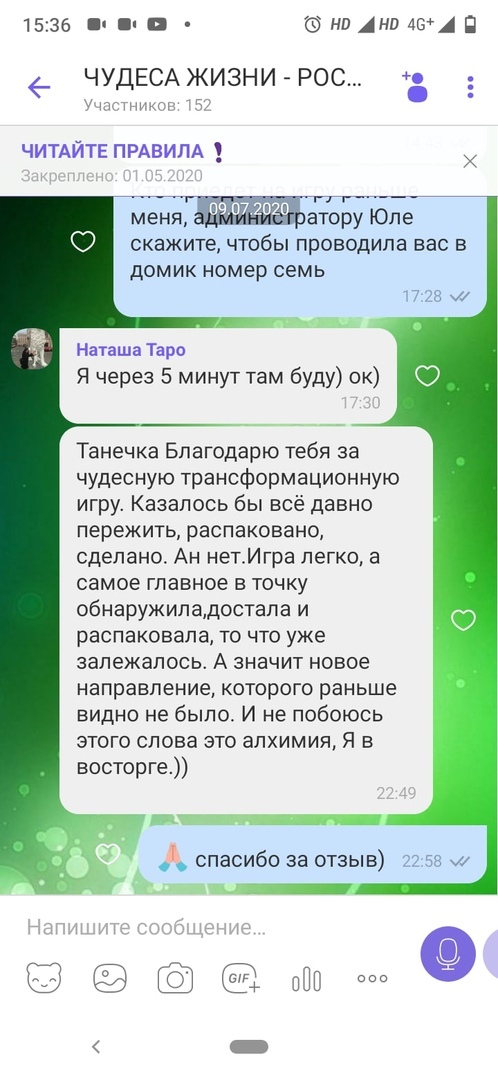 15:36
HD
HD
4G+
ЧУДЕСА ЖИЗНИ - РОС...
Участников: 152
ЧИТАЙТЕ ПРАВИЛА❗
Закреплено: 01.05.2020
Кто приедет на игру раньше
09.07.2020
меня, администратору Юле
скажите, чтобы проводила вас в
домик номер семь
17:28
Наташа Таро
Я через 5 минут там буду) ок)
17:30
Танечка Благодарю тебя за
чудесную трансформационную
игру. Казалось бы всё давно
пережить, распаковано,
сделано. Ан нет.Игра легко, а
самое главное в точку
обнаружила,достала и
распаковала, то что уже
залежалось. А значит новое
направление, которого раньше
видно не было. И не побоюсь
этого слова это алхимия, Я в
восторге.))
22:49
🙏 спасибо за отзыв)
22:58
Напишите сообщение...
GIF